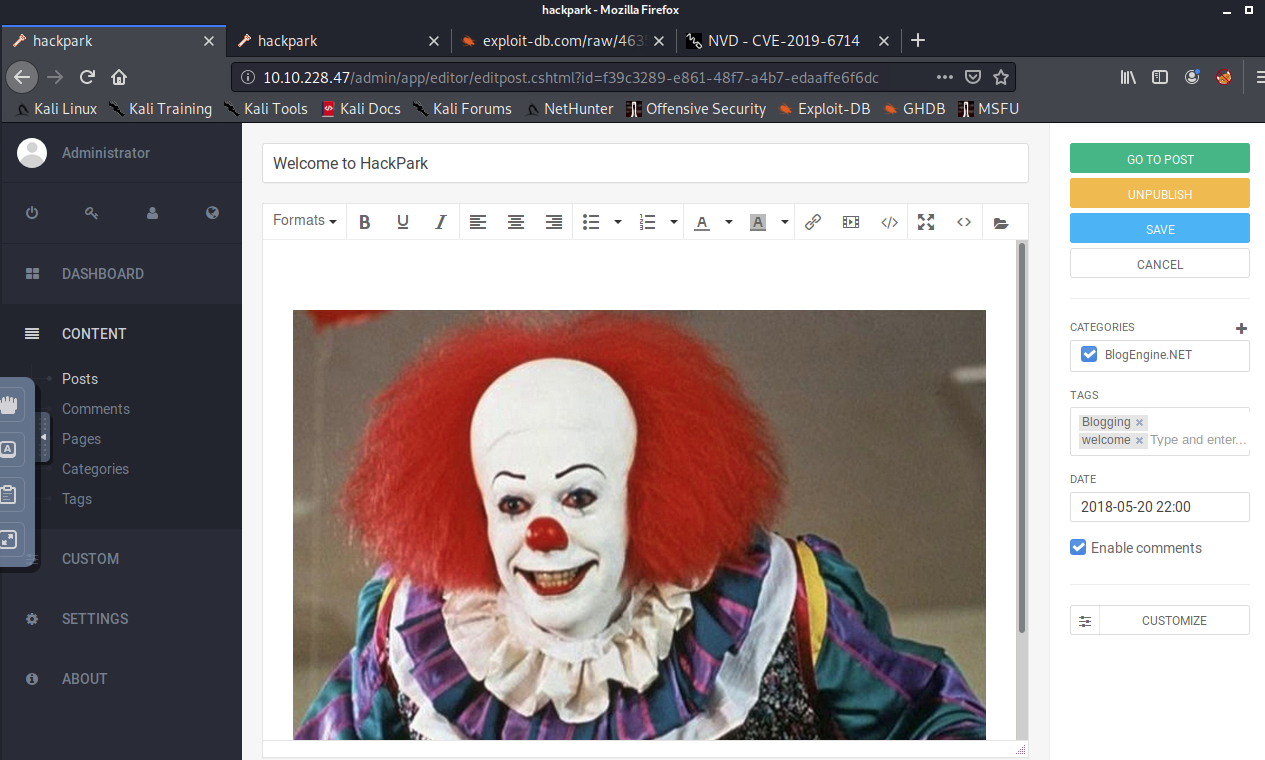 hackpark - Mozilla Firefox
hackpark
hackpark
exploit-db.com/raw/463
NVD - CVE-2019-6714
10.10.228.47/admin/app/editor/editpost.cshtml?id=f39c3289-e861-48f7-a4b7-edaaffe6f6dc
Kali Linux
Kali Training
Kali Tools
Kali Docs
Kali Forums
NetHunter
Offensive Security
Exploit-DB
GHDB
MSFU
Administrator
DASHBOARD
CONTENT
Posts
Comments
Pages
Categories
Tags
CUSTOM
SETTINGS
ABOUT
Welcome to HackPark
Formats
B U I
A A
GO TO POST
UNPUBLISH
SAVE
CANCEL
CATEGORIES
BlogEngine.NET
TAGS
Blogging
welcome Type and enter...
DATE
2018-05-20 22:00
Enable comments
CUSTOMIZE